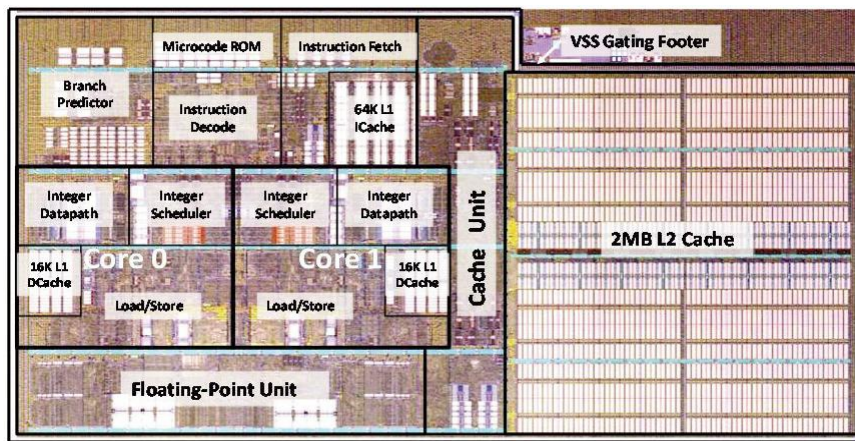 Microcode ROM
Instruction Fetch
VSS Gating Footer
Branch
Predictor
Instruction
Decode
64K L1
ICache
Integer
Datapath
Integer
Scheduler
Integer
Scheduler
Integer
Datapath
Cache Unit
2MB L2 Cache
16K L1
DCache
Core 0
Core 1
16K L1
DCache
Load/Store
Load/Store
Floating-Point Unit